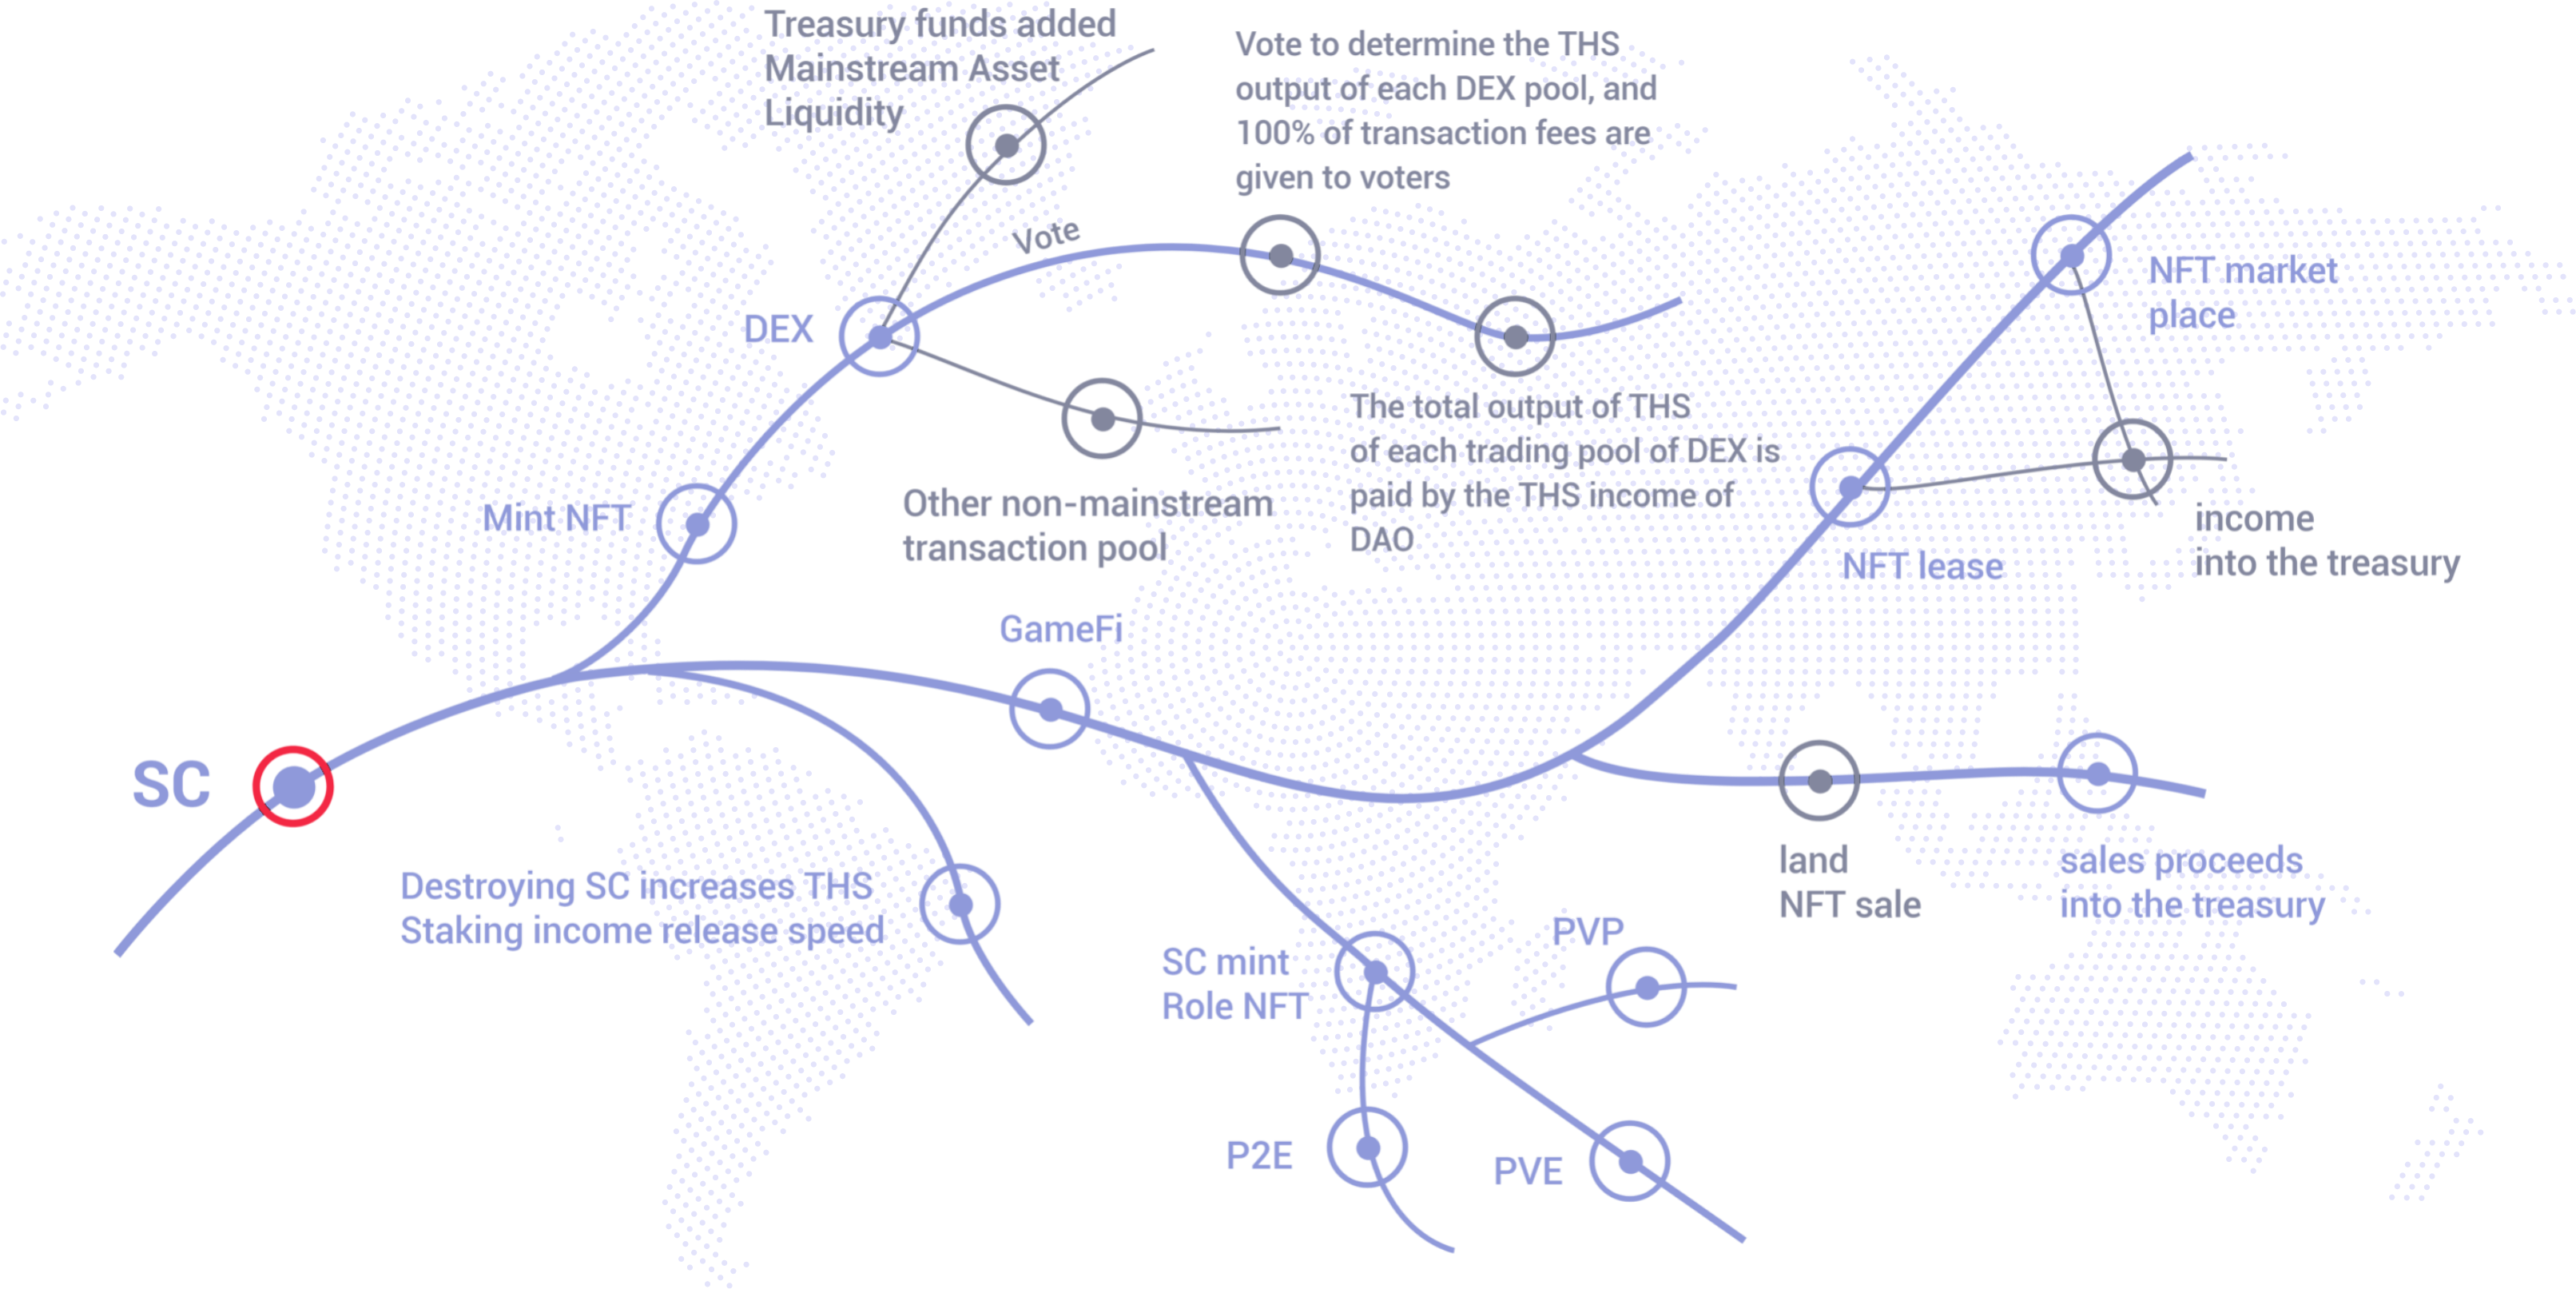 Treasury funds added
Mainstream Asset
Liquidity
Vote to determine the THS
output of each DEX pool, and
100% of transaction fees are
given to voters
Vote
DEX
NFT market
place
The total output of THS
of each trading pool of DEX is
paid by the THS income of
DAO
Mint NFT
Other non-mainstream
transaction pool
income
into the treasury
NFT lease
GameFi
SC
Destroying SC increases THS
Staking income release speed
land
NFT sale
sales proceeds
into the treasury
SC mint
Role NFT
PVP
P2E
PVE